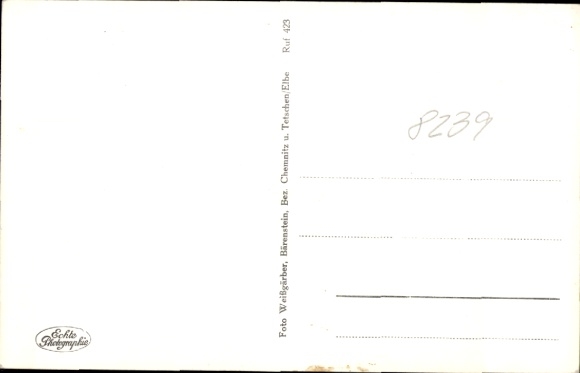 Foto Weißgärber, Bärenstein, Bez. Chemnitz u. Tetschen/Elbe Ruf 423
8239
Echte
Photographie